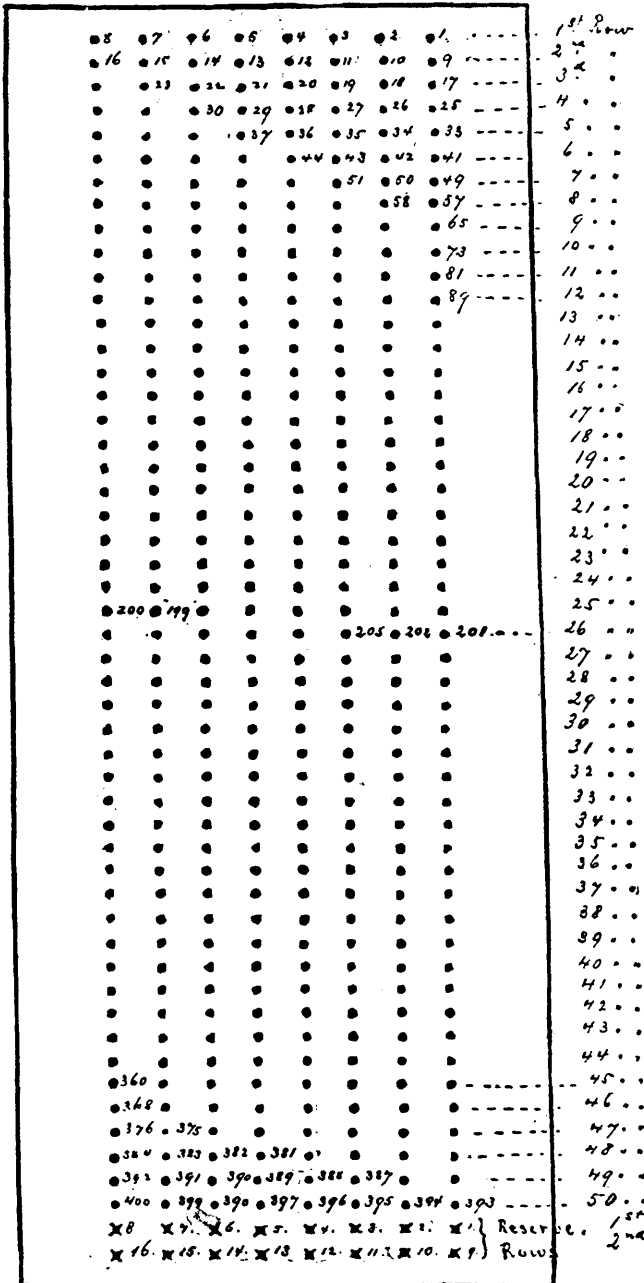 8 7 6 5 4 3 2 1. 1st Row
16 15 14 13 12 11 10 9 2nd "
23 22 21 20 19 18 17 3d "
30 29 28 27 26 25 4 " "
37 36 35 34 33 5 " "
44 43 42 41 6 " "
51 50 49 7 " "
58 57 8 " "
65 9 " "
73 10 " "
81 11 " "
89 12 " "
13 " "
14 " "
15 " "
16 " "
17 " "
18 " "
19 " "
20 " "
21 " "
22 " "
23 " "
24 " "
200 199 25 " "
205 202 201 26 " "
27 " "
28 " "
29 " "
30 " "
31 " "
32 " "
33 " "
34 " "
35 " "
36 " "
37 " "
38 " "
39 " "
40 " "
41 " "
42 " "
43 " "
44 " "
360 45 " "
368 46 " "
376 375 47 " "
384 383 382 381 48 " "
392 391 390 389 388 387 49 " "
400 399 390 397 396 395 394 393 50 " "
8 7. 6. 5. 4. 3. 2. 1. } Reserve. 1st
16. 15. 14. 13 12. 11. 10. 9 } Rows 2nd